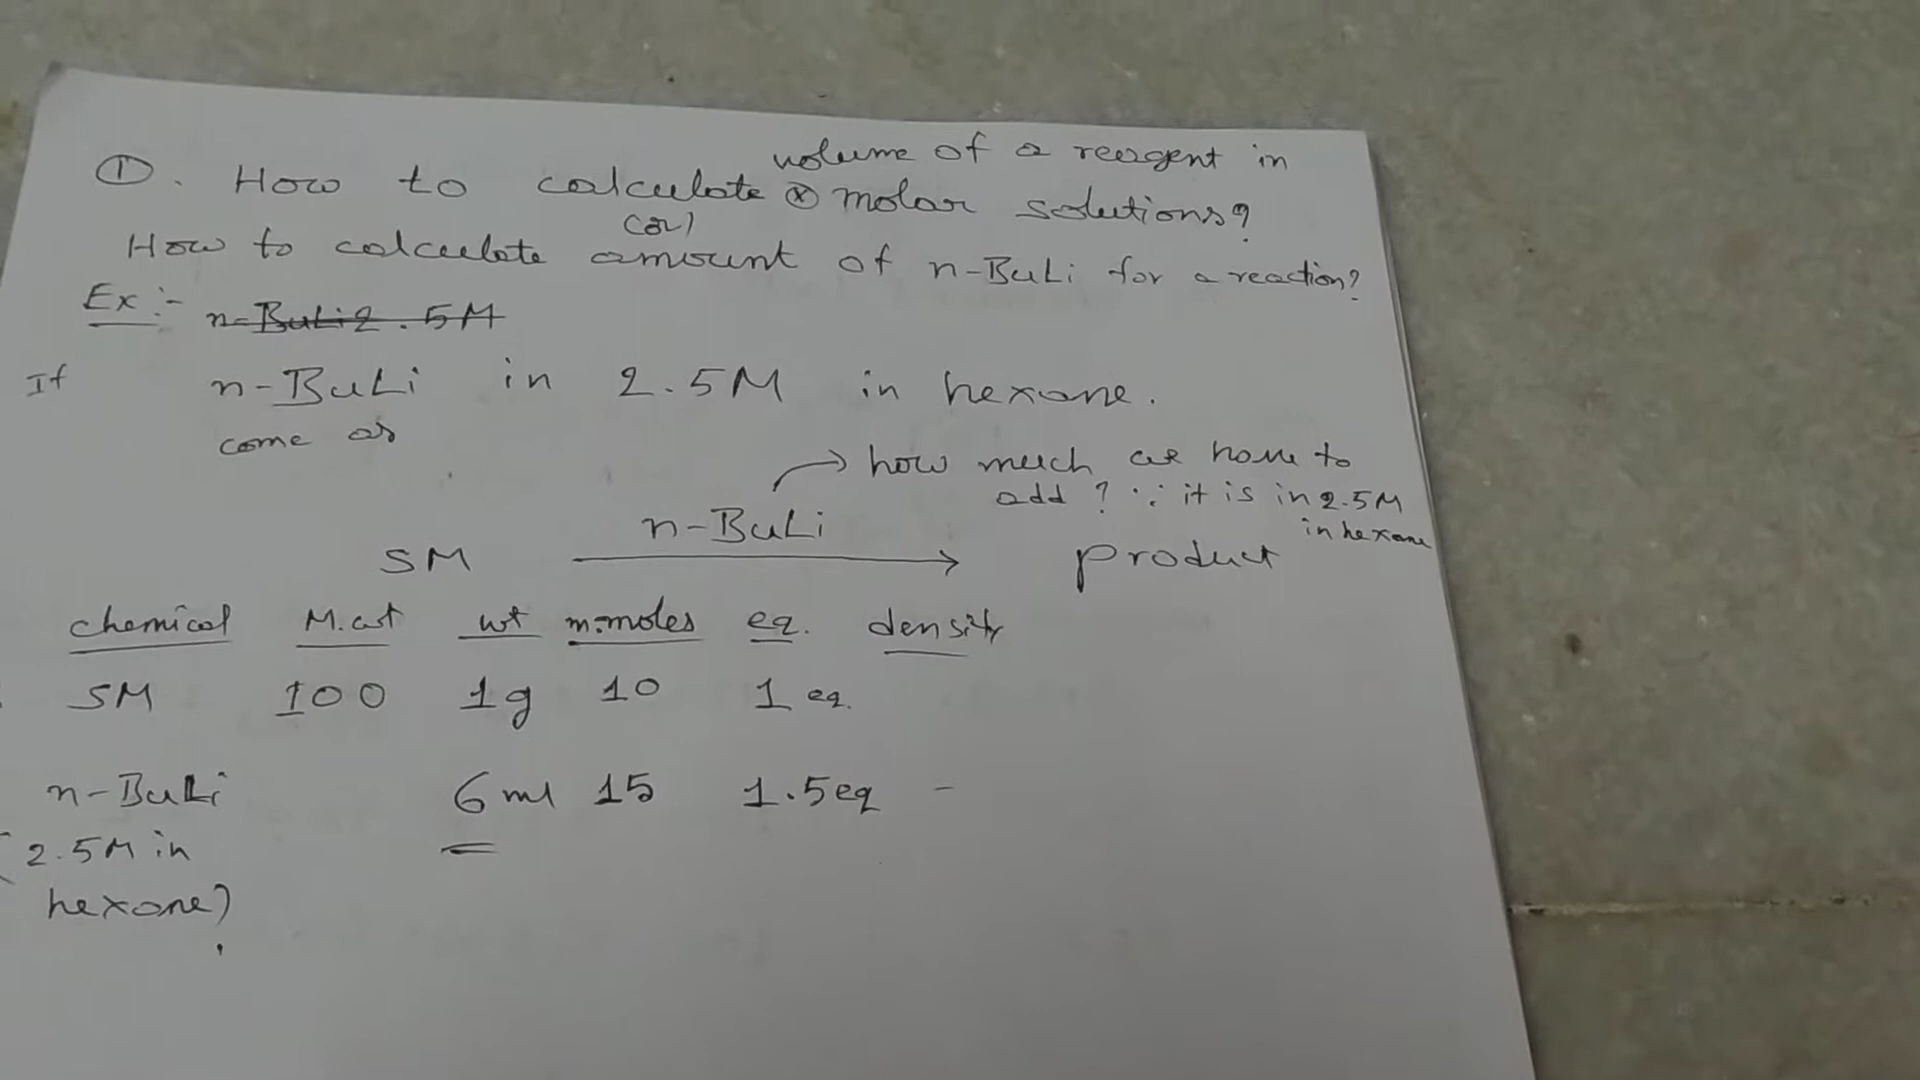 volume of a reagent in
① . How to calculate ⊗ molar solutions?
(or)
How to calculate amount of n-BuLi for a reaction?
Ex :- n-BuLi 2.5M
If n-BuLi in 2.5M in hexane.
come as
how much we have to
add ? ∵ it is in 2.5M
in hexane
n-BuLi
SM → product
chemical M.wt wt m.moles eq. density
SM 100 1g 10 1 eq.
n-BuLi 6 ml 15 1.5eq -
(2.5M in
hexane)